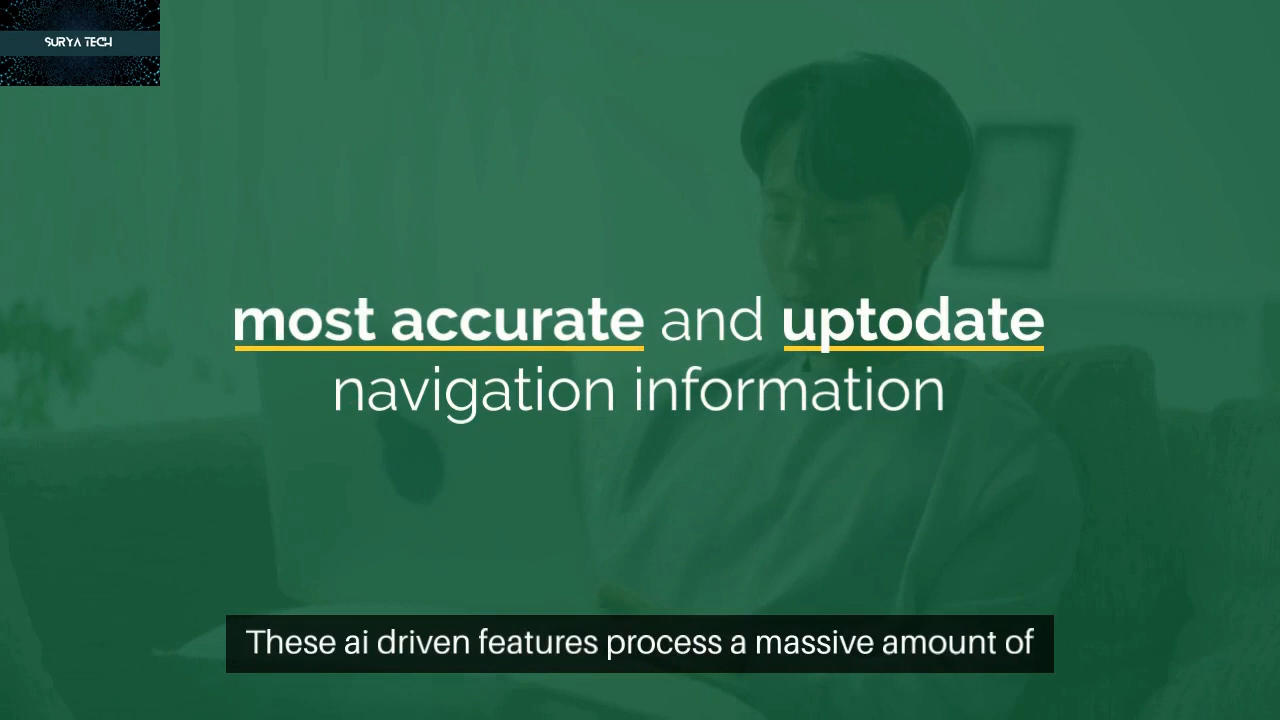 SURYA TECH
most accurate and uptodate
navigation information
These ai driven features process a massive amount of